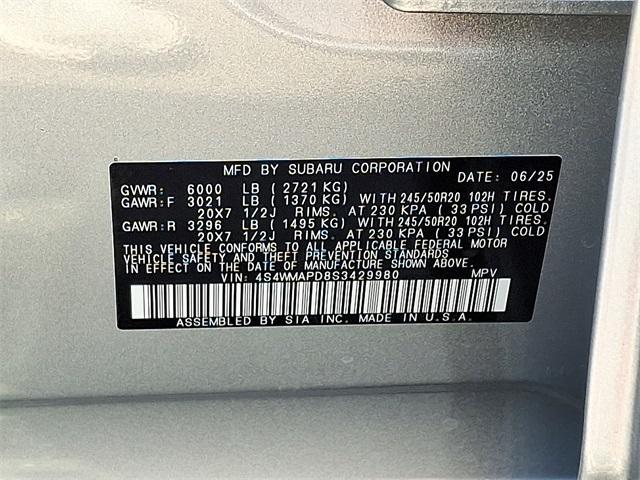 MFD BY SUBARU CORPORATION DATE: 06/25
GVWR: 6000 LB (2721 KG)
GAWR: F 3021 LB (1370 KG) WITH 245/50R20 102H TIRES.
20X7 1/2J RIMS. AT 230 KPA (33 PSI) COLD
GAWR: R 3296 LB (1495 KG) WITH 245/50R20 102H TIRES.
20X7 1/2J RIMS. AT 230 KPA (33 PSI) COLD
THIS VEHICLE CONFORMS TO ALL APPLICABLE FEDERAL MOTOR
VEHICLE SAFETY AND THEFT PREVENTION STANDARDS
IN EFFECT ON THE DATE OF MANUFACTURE SHOWN ABOVE.
VIN: 4S4WMAPD8S3429980 MPV
ASSEMBLED BY SIA INC. MADE IN U.S.A.